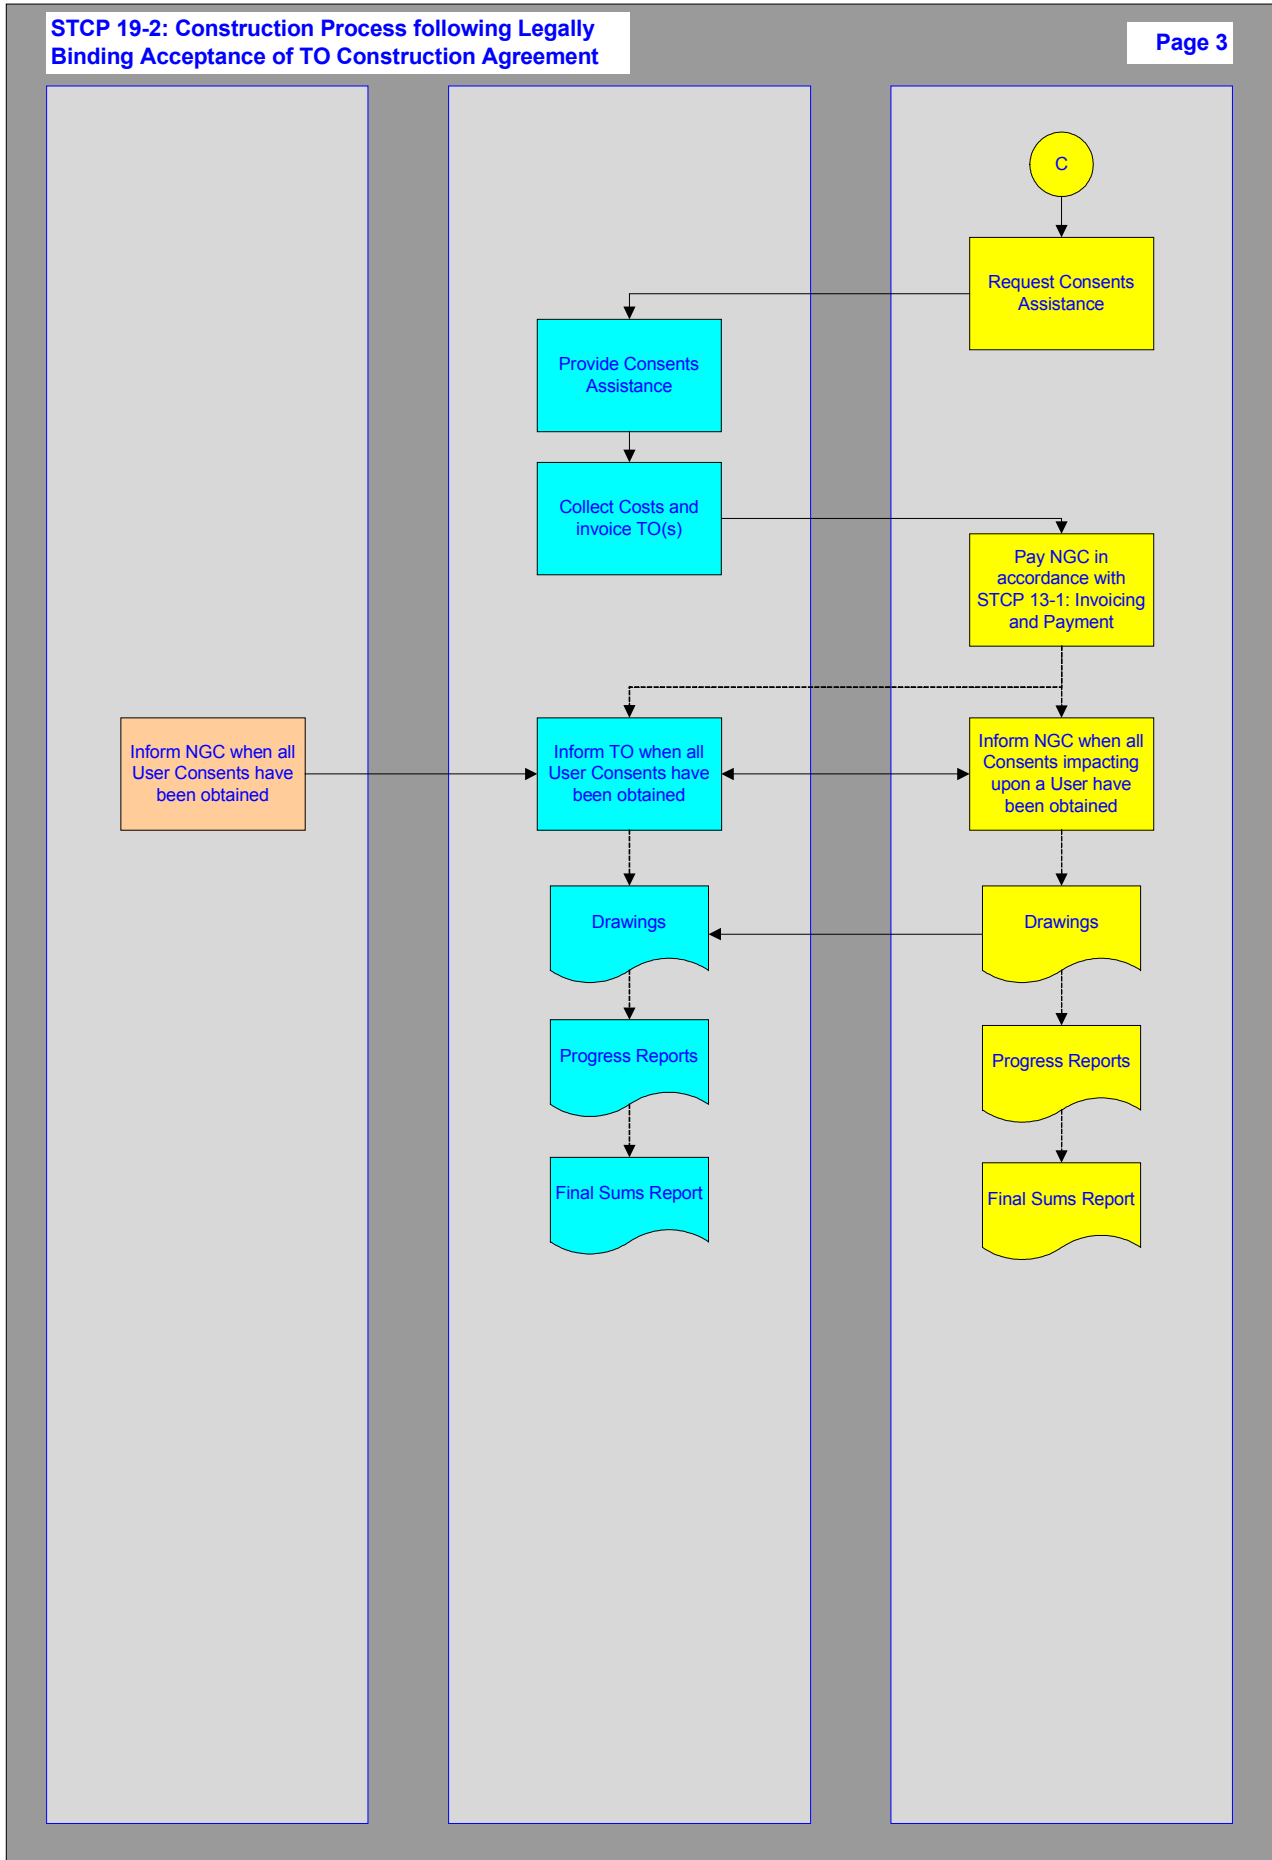 STCP 19-2: Construction Process following Legally
Binding Acceptance of TO Construction Agreement
Page 3
C
Request Consents
Assistance
Provide Consents
Assistance
Collect Costs and
invoice TO(s)
Pay NGC in
accordance with
STCP 13-1: Invoicing
and Payment
Inform NGC when all
User Consents have
been obtained
Inform TO when all
User Consents have
been obtained
Inform NGC when all
Consents impacting
upon a User have
been obtained
Drawings
Drawings
Progress Reports
Progress Reports
Final Sums Report
Final Sums Report